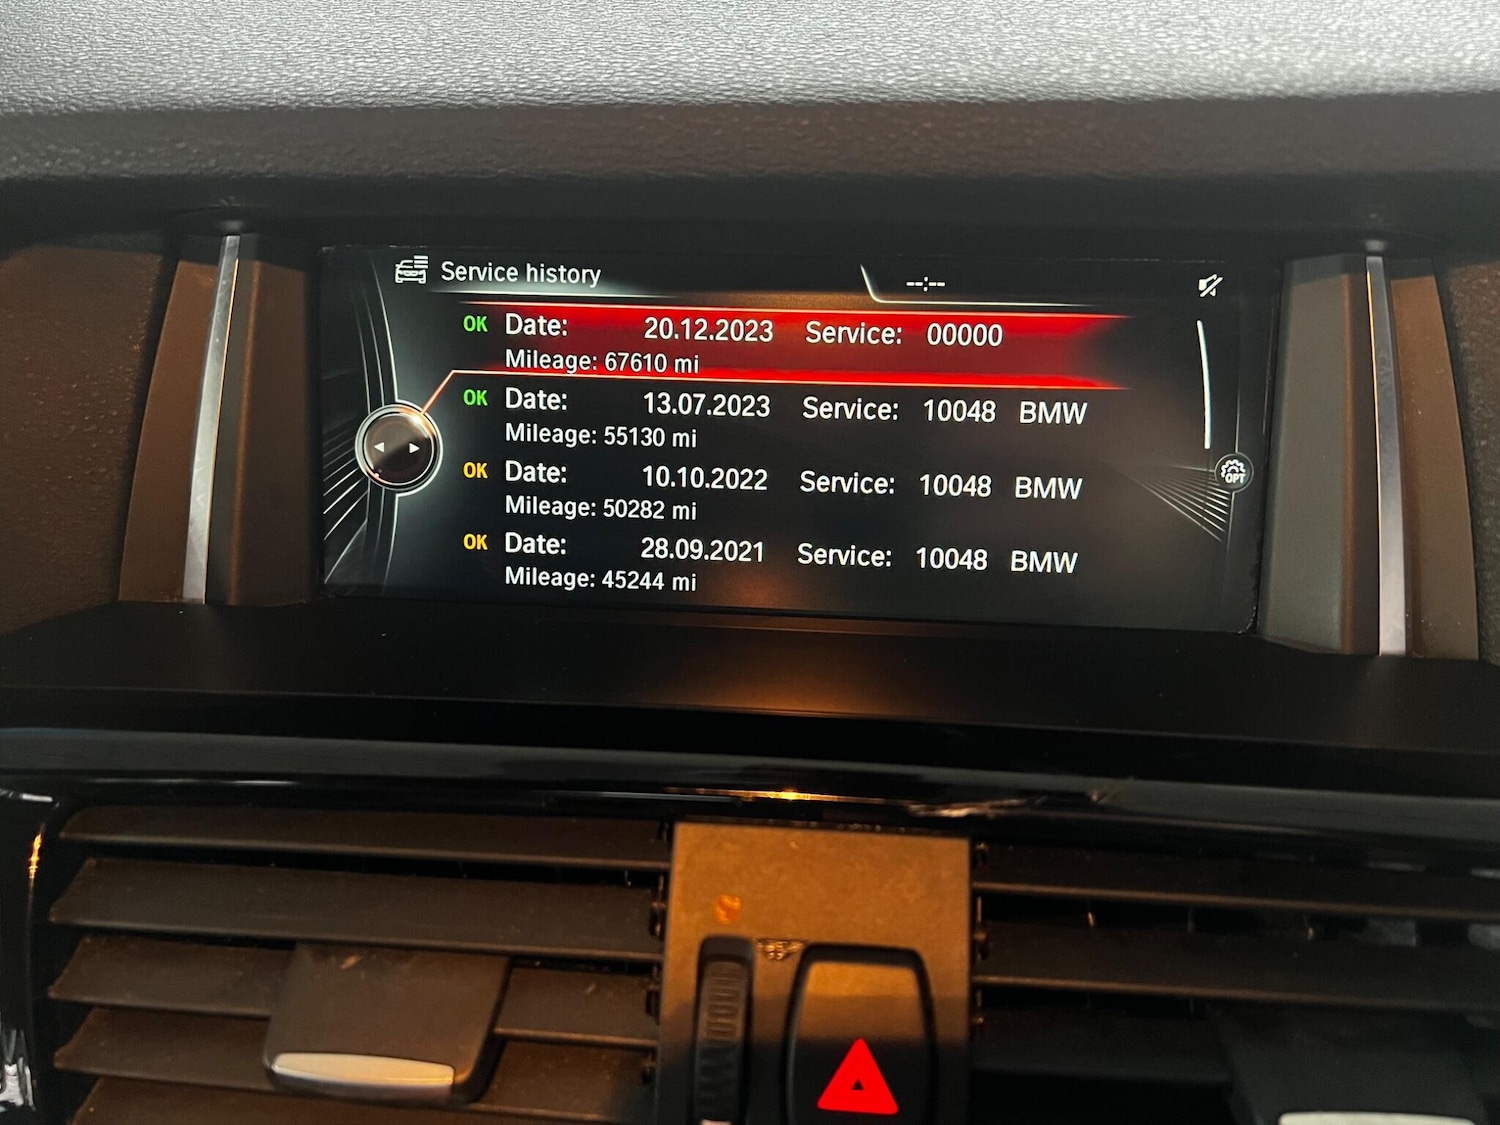 Service history --:--
OK Date: 20.12.2023 Service: 00000
Mileage: 67610 mi
OK Date: 13.07.2023 Service: 10048 BMW
Mileage: 55130 mi
OK Date: 10.10.2022 Service: 10048 BMW
Mileage: 50282 mi
OK Date: 28.09.2021 Service: 10048 BMW
Mileage: 45244 mi
OPT